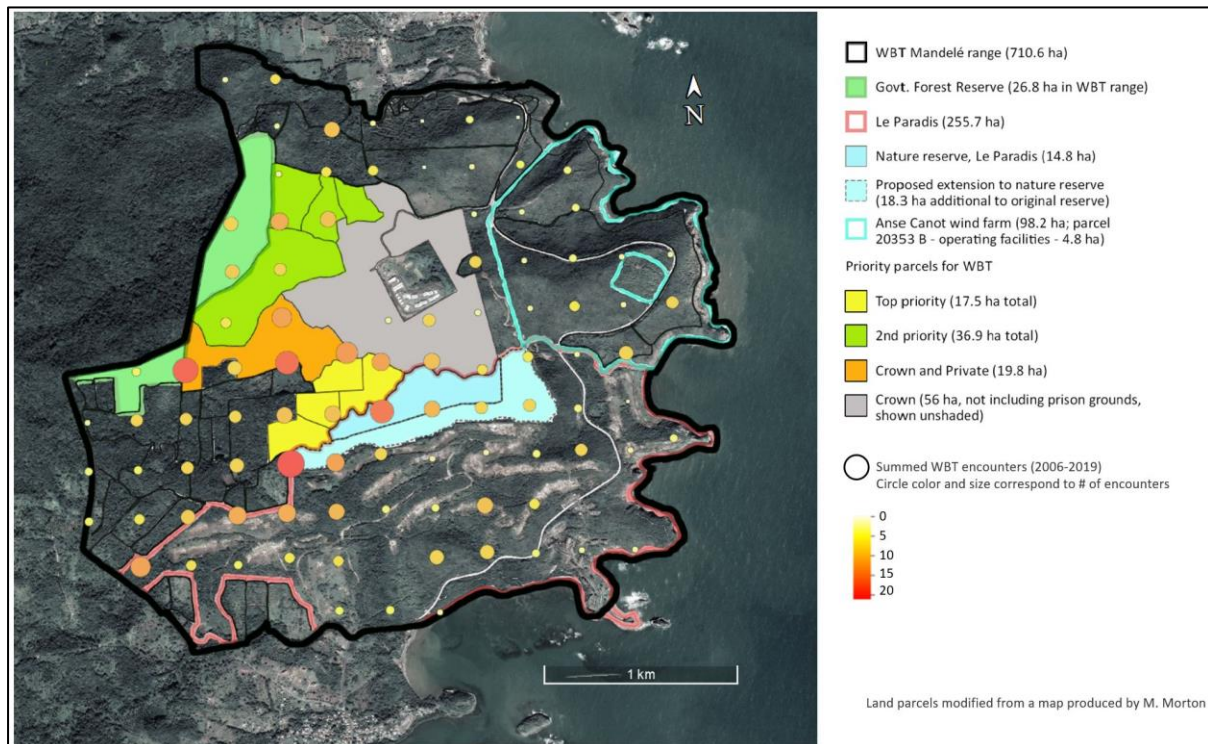 N
1 km
WBT Mandelé range (710.6 ha)
Govt. Forest Reserve (26.8 ha in WBT range)
Le Paradis (255.7 ha)
Nature reserve, Le Paradis (14.8 ha)
Proposed extension to nature reserve
(18.3 ha additional to original reserve)
Anse Canot wind farm (98.2 ha; parcel
20353 B - operating facilities - 4.8 ha)
Priority parcels for WBT
Top priority (17.5 ha total)
2nd priority (36.9 ha total)
Crown and Private (19.8 ha)
Crown (56 ha, not including prison grounds,
shown unshaded)
Summed WBT encounters (2006-2019)
Circle color and size correspond to # of encounters
0
5
10
15
20
Land parcels modified from a map produced by M. Morton